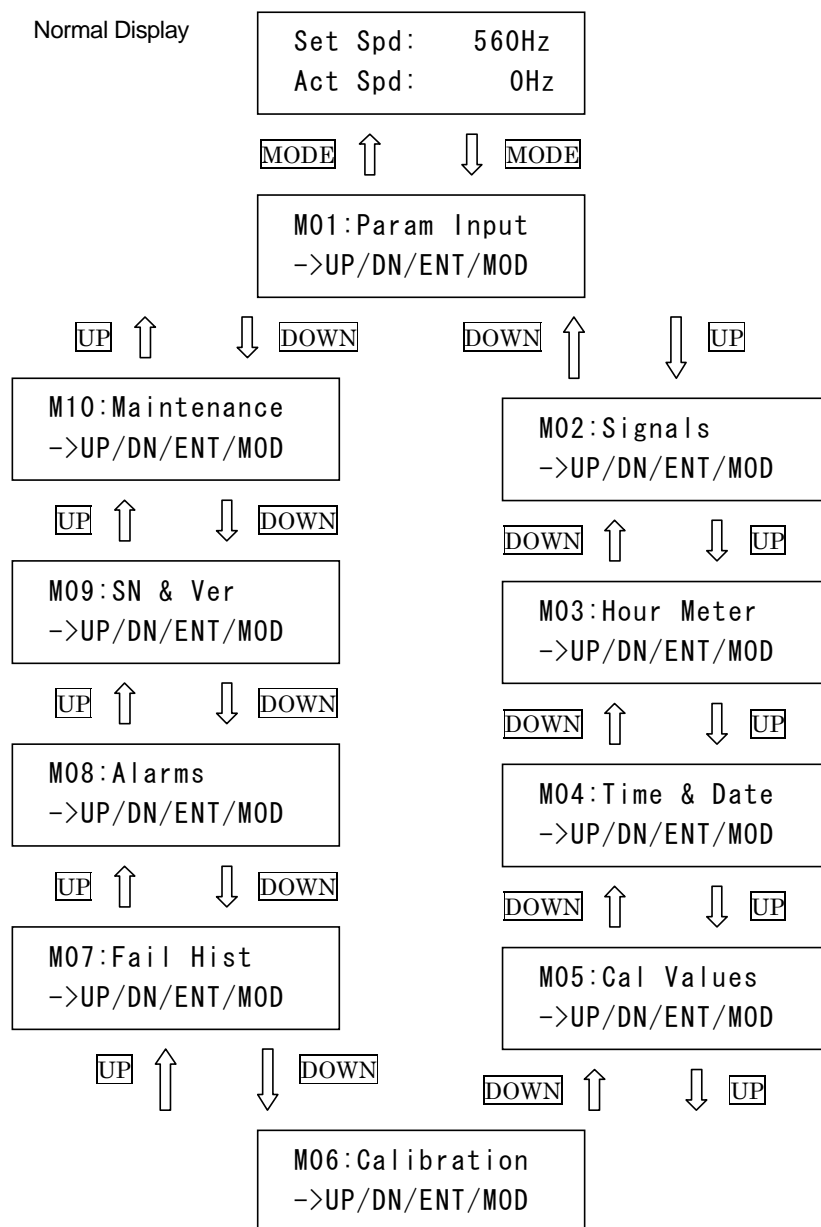 Normal Display
Set Spd: 560Hz
Act Spd: 0Hz
MODE MODE
M01:Param Input
->UP/DN/ENT/MOD
UP DOWN DOWN UP
M10:Maintenance
->UP/DN/ENT/MOD
M02:Signals
->UP/DN/ENT/MOD
UP DOWN
DOWN UP
M09:SN & Ver
->UP/DN/ENT/MOD
M03:Hour Meter
->UP/DN/ENT/MOD
UP DOWN
DOWN UP
M08:Alarms
->UP/DN/ENT/MOD
M04:Time & Date
->UP/DN/ENT/MOD
UP DOWN
DOWN UP
M07:Fail Hist
->UP/DN/ENT/MOD
M05:Cal Values
->UP/DN/ENT/MOD
UP DOWN
DOWN UP
M06:Calibration
->UP/DN/ENT/MOD